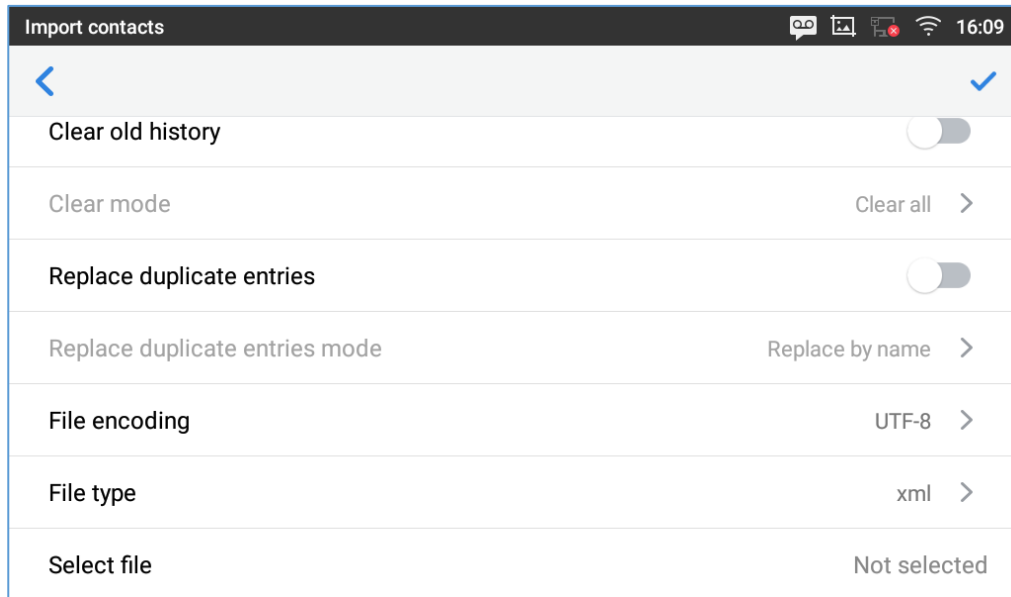 Import contacts 16:09
Clear old history
Clear mode Clear all
Replace duplicate entries
Replace duplicate entries mode Replace by name
File encoding UTF-8
File type xml
Select file Not selected